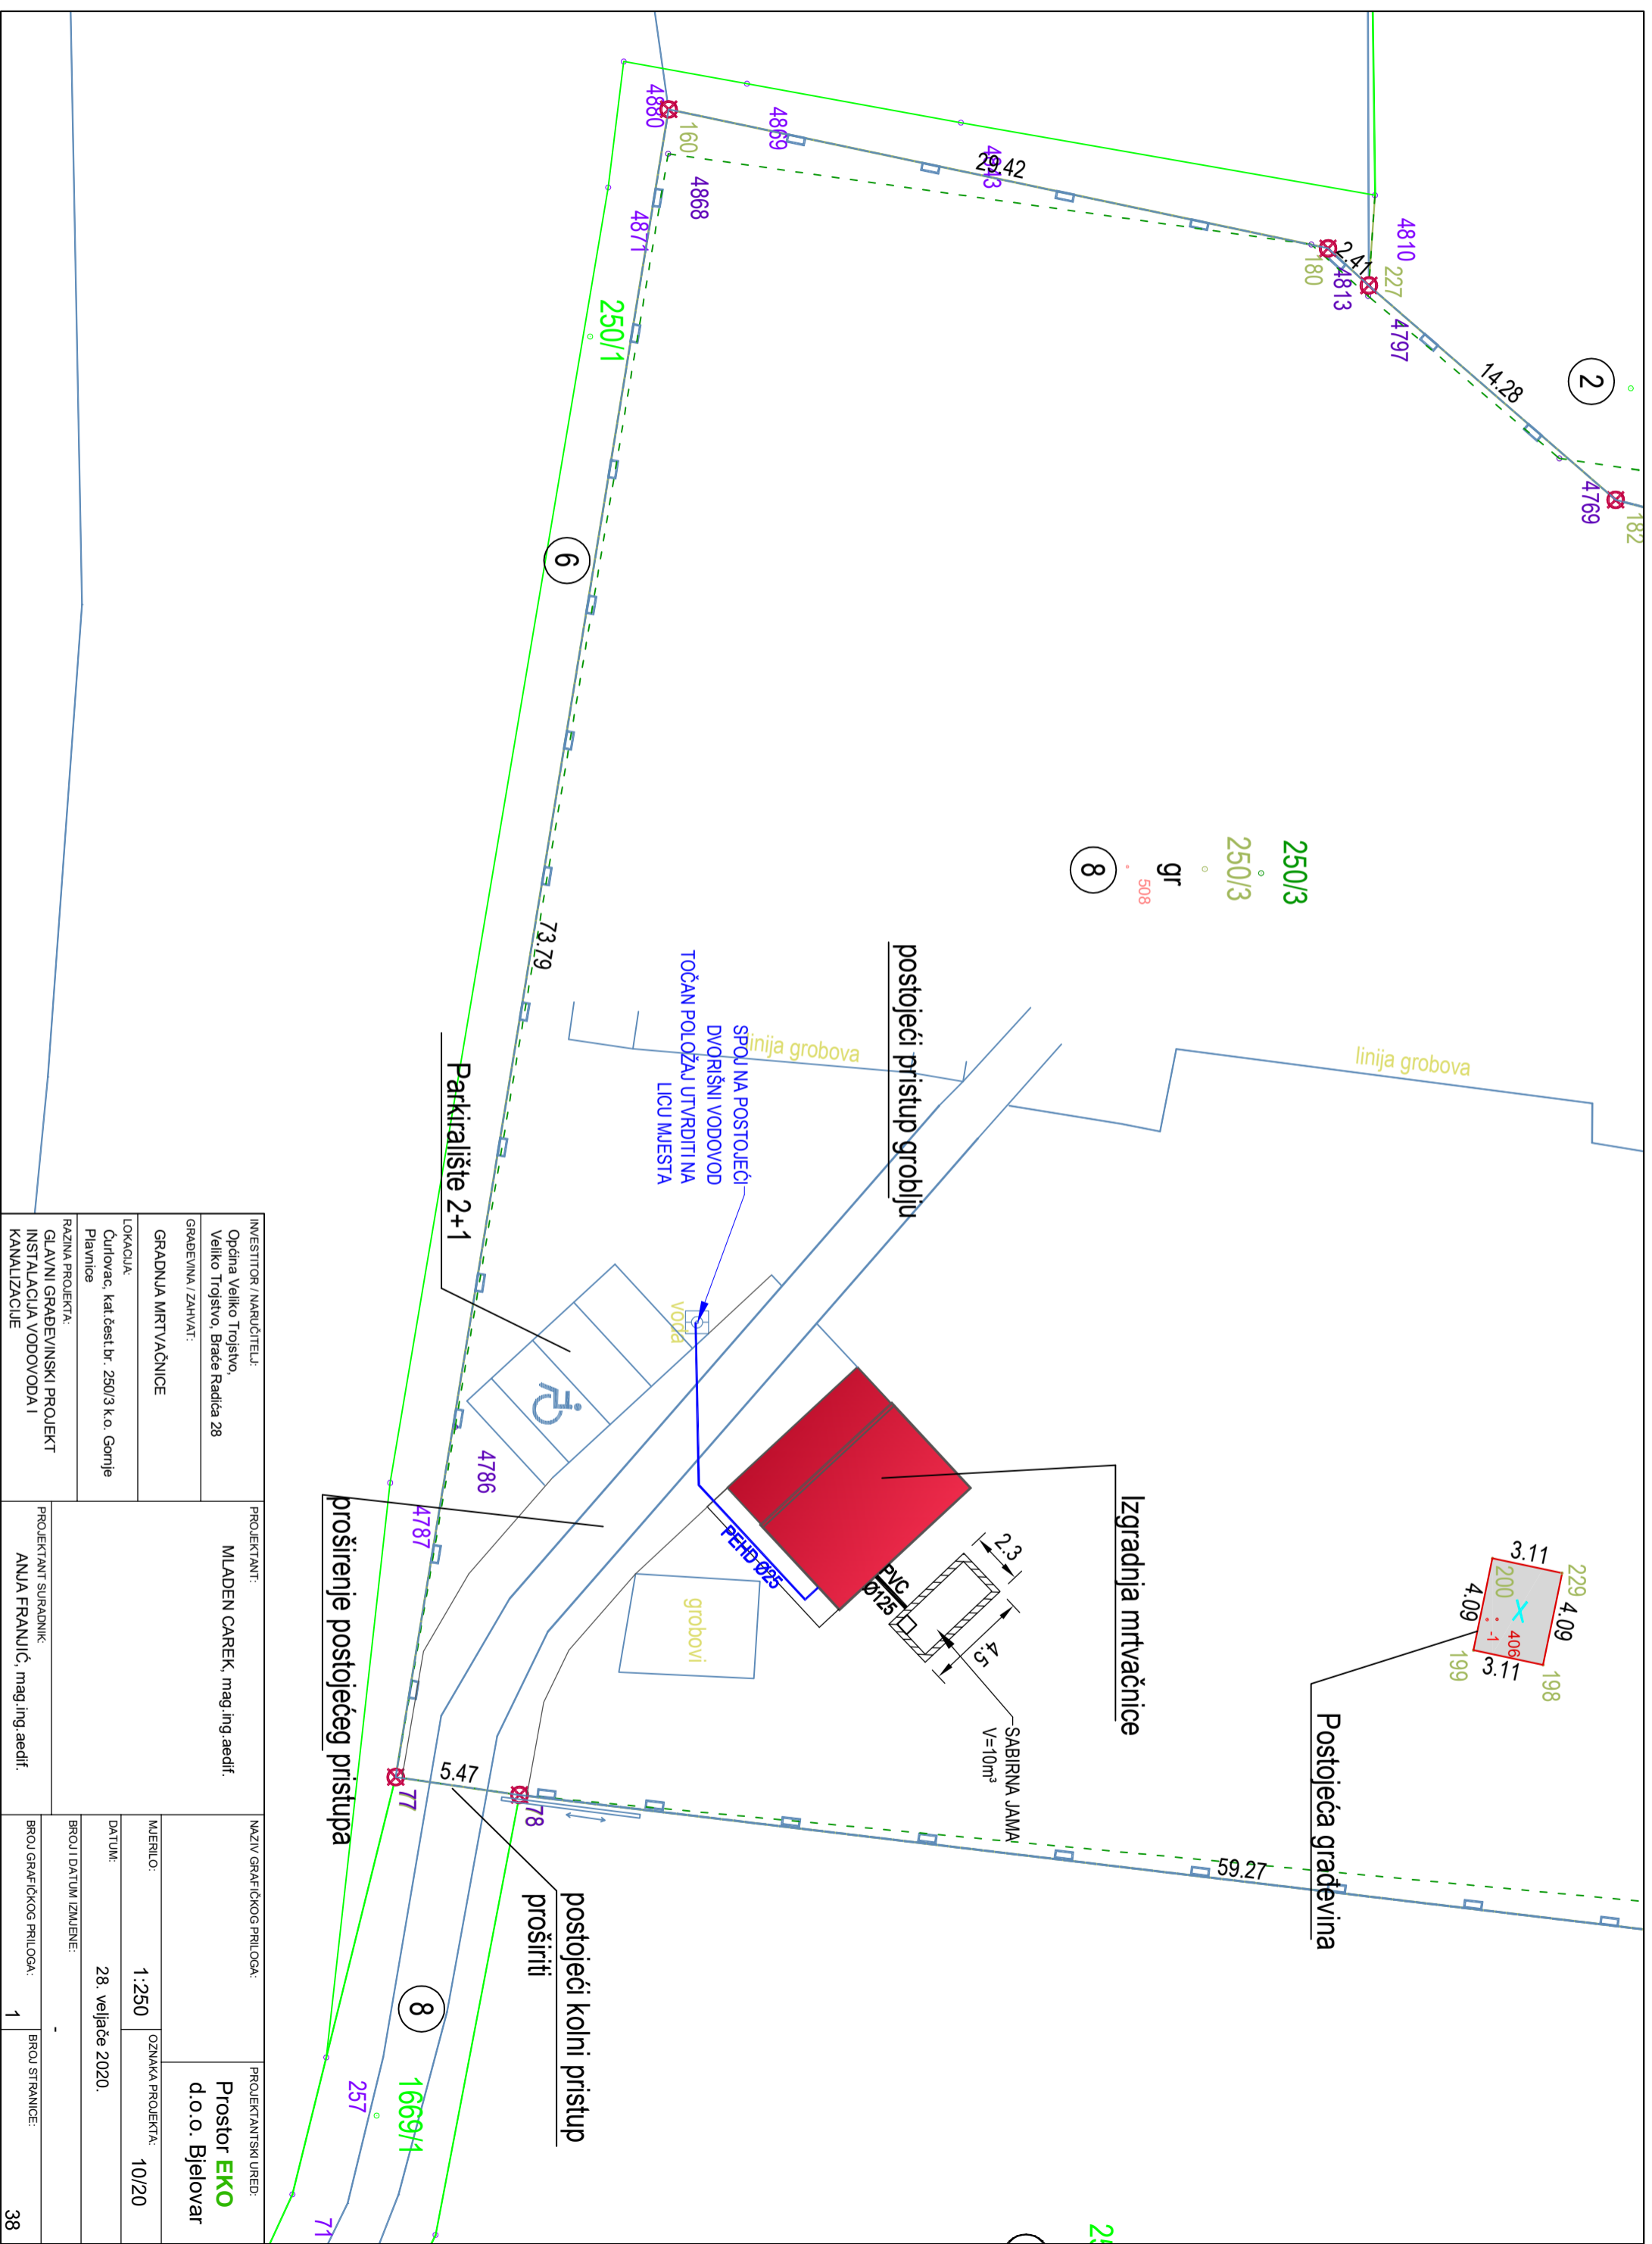 4880
160
4869
4868
4871
4843
29.42
4810
227
2.41
180
4813
4797
14.28
2
4769
182
250/1
6
250/3
250/3
gr
508
8
73.79
postojeći pristup groblju
linija grobova
linija grobova
SPOJ NA POSTOJEĆI
DVORIŠNI VODOVOD
TOČAN POLOŽAJ UTVRDITI NA
LICU MJESTA
Parkiralište 2+1
voda
4786
4787
PEHD Ø25
PVC
Ø125
2.3
4.5
SABIRNA JAMA
V=10m³
Izgradnja mrtvačnice
grobovi
229
3.11
4.09
200
406
-1
4.09
3.11
198
199
Postojeća građevina
proširenje postojećeg pristupa
77
5.47
78
59.27
postojeći kolni pristup
proširiti
8
1669/1
257
71
INVESTITOR / NARUČITELJ:
Općina Veliko Trojstvo,
Veliko Trojstvo, Braće Radića 28
GRAĐEVINA / ZAHVAT:
GRADNJA MRTVAČNICE
LOKACIJA:
Ćurlovac, kat.čest.br. 250/3 k.o. Gornje
Plavnice
RAZINA PROJEKTA:
GLAVNI GRAĐEVINSKI PROJEKT
INSTALACIJA VODOVODA I
KANALIZACIJE
PROJEKTANT:
MLADEN CAREK, mag.ing.aedif.
PROJEKTANT SURADNIK:
ANJA FRANJIĆ, mag.ing.aedif.
NAZIV GRAFIČKOG PRILOGA:
PROJEKTANTSKI URED:
Prostor EKO
d.o.o. Bjelovar
MJERILO:
1:250
OZNAKA PROJEKTA:
10/20
DATUM:
28. veljače 2020.
BROJ I DATUM IZMJENE:
-
BROJ GRAFIČKOG PRILOGA:
1
BROJ STRANICE:
38